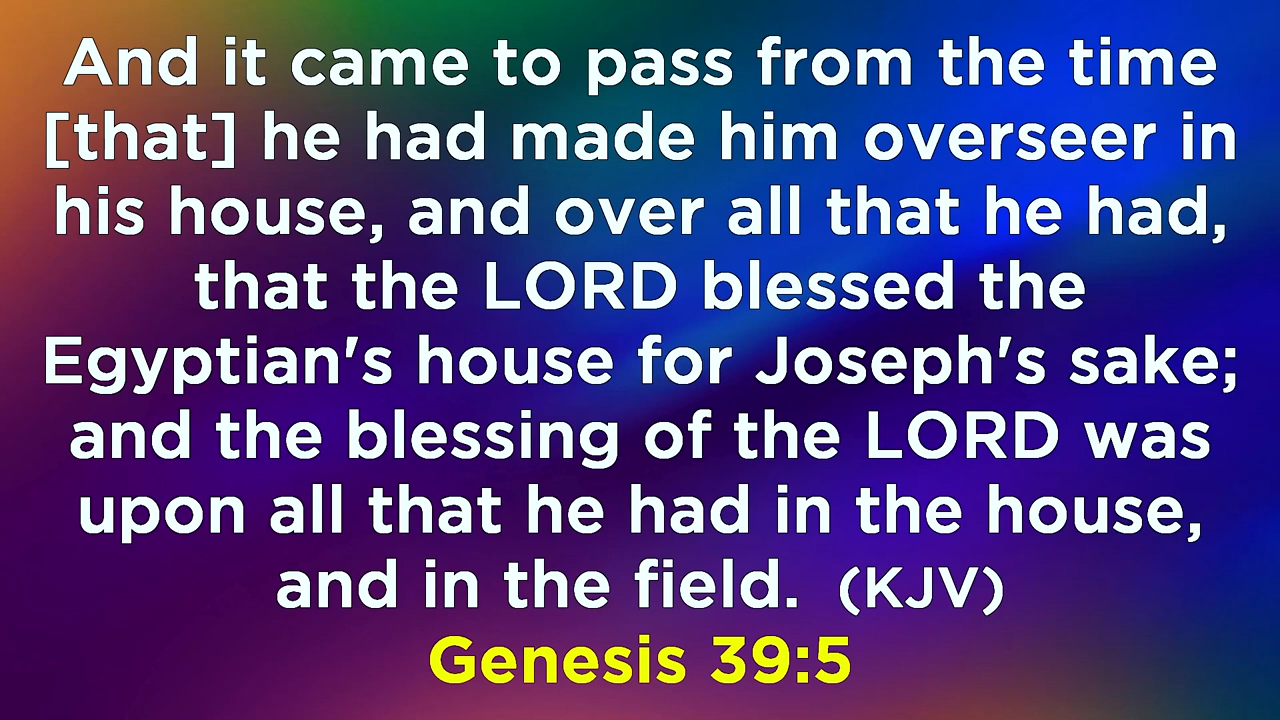 And it came to pass from the time
[that] he had made him overseer in
his house, and over all that he had,
that the LORD blessed the
Egyptian's house for Joseph's sake;
and the blessing of the LORD was
upon all that he had in the house,
and in the field. (KJV)
Genesis 39:5